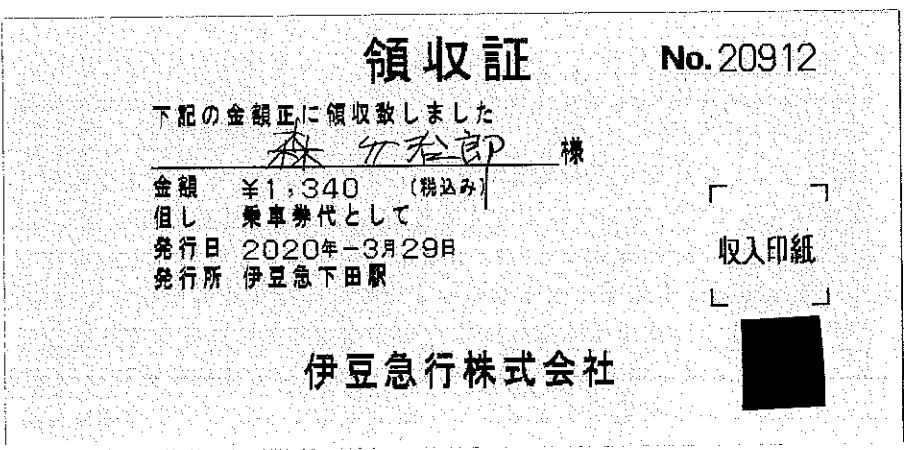 領収証
No.20912
下記の金額正に領収致しました
森 様
金額 ¥1,340 (税込み)
但し 乗車券代として
発行日 2020年-3月29日
発行所 伊豆急下田駅
収入印紙
伊豆急行株式会社